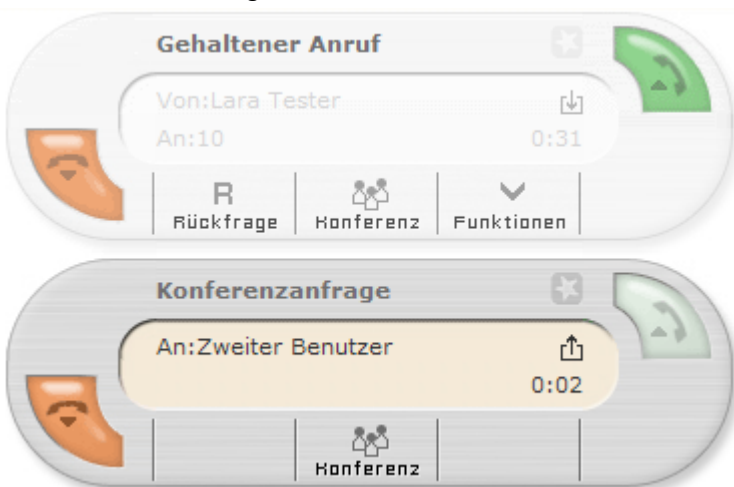 Gehaltener Anruf
Von:Lara Tester
An:10 0:31
R
Rückfrage Konferenz Funktionen
Konferenzanfrage
An:Zweiter Benutzer
0:02
Konferenz